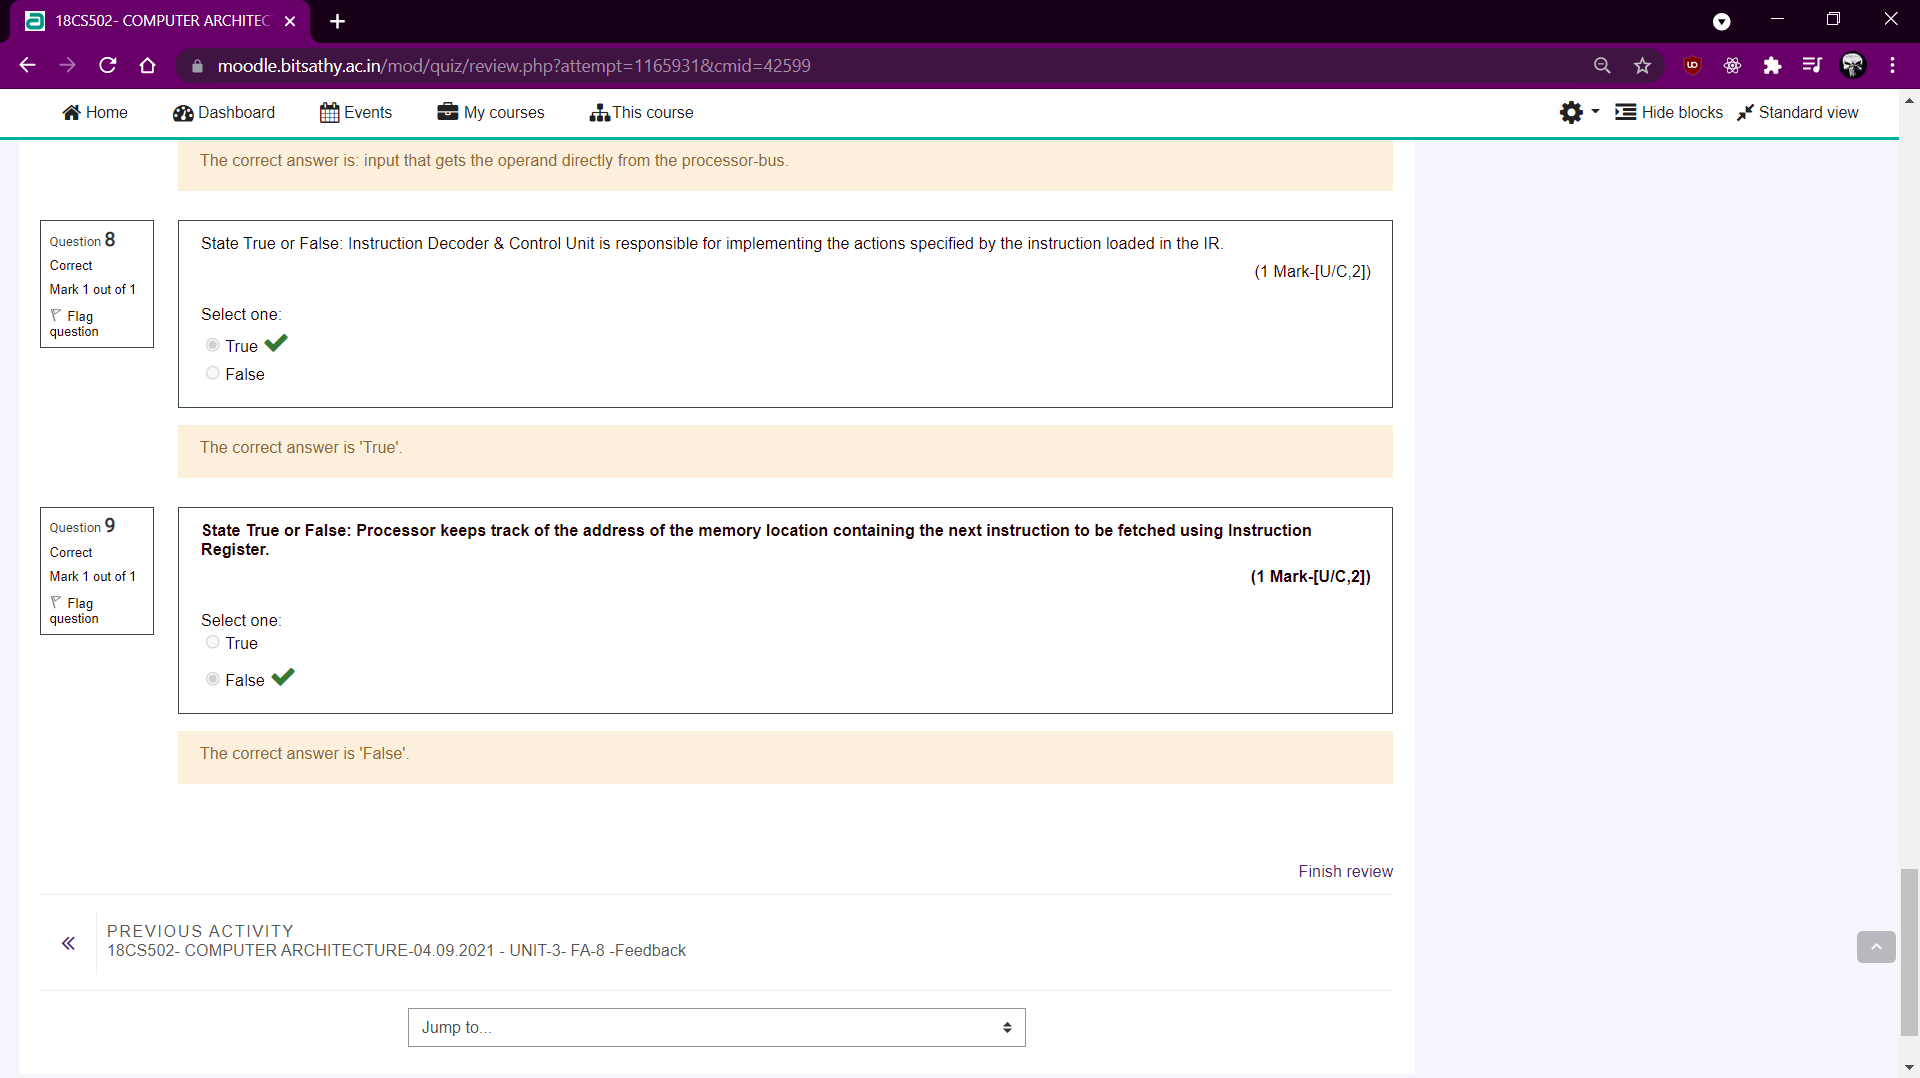 18CS502- COMPUTER ARCHITEC
moodle.bitsathy.ac.in/mod/quiz/review.php?attempt=1165931&cmid=42599
Home Dashboard Events My courses This course Hide blocks Standard view
The correct answer is: input that gets the operand directly from the processor-bus.
Question 8
Correct
Mark 1 out of 1
Flag
question
State True or False: Instruction Decoder & Control Unit is responsible for implementing the actions specified by the instruction loaded in the IR.
(1 Mark-[U/C,2])
Select one:
True
False
The correct answer is 'True'.
Question 9
Correct
Mark 1 out of 1
Flag
question
State True or False: Processor keeps track of the address of the memory location containing the next instruction to be fetched using Instruction
Register.
(1 Mark-[U/C,2])
Select one:
True
False
The correct answer is 'False'.
Finish review
PREVIOUS ACTIVITY
18CS502- COMPUTER ARCHITECTURE-04.09.2021 - UNIT-3- FA-8 -Feedback
Jump to...